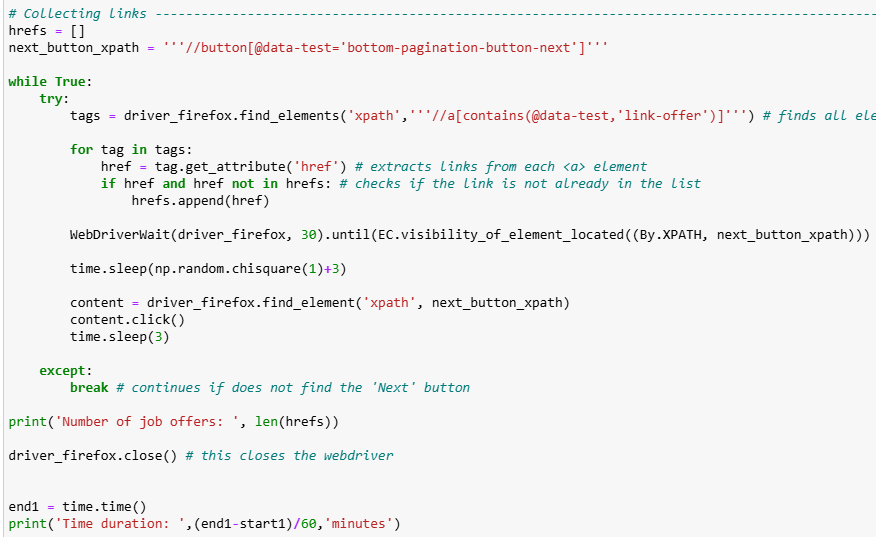 # Collecting links ------------------------------------------------------------------------------------------------
hrefs = []
next_button_xpath = '''//button[@data-test='bottom-pagination-button-next']'''
while True:
    try:
        tags = driver_firefox.find_elements('xpath','''//a[contains(@data-test,'link-offer')]''') # finds all ele
        for tag in tags:
            href = tag.get_attribute('href') # extracts links from each <a> element
            if href and href not in hrefs: # checks if the link is not already in the list
                hrefs.append(href)
        WebDriverWait(driver_firefox, 30).until(EC.visibility_of_element_located((By.XPATH, next_button_xpath)))
        time.sleep(np.random.chisquare(1)+3)
        content = driver_firefox.find_element('xpath', next_button_xpath)
        content.click()
        time.sleep(3)
    except:
        break # continues if does not find the 'Next' button
print('Number of job offers: ', len(hrefs))
driver_firefox.close() # this closes the webdriver
end1 = time.time()
print('Time duration: ',(end1-start1)/60,'minutes')